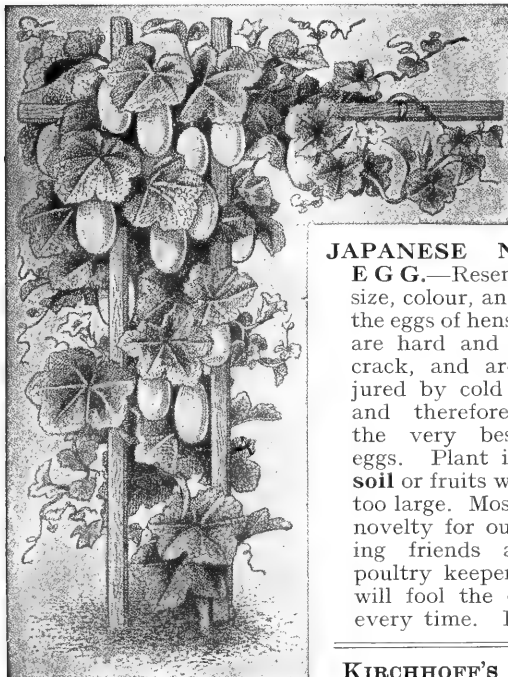 JAPANESE
EGG.—
size, colour, an
the eggs of hens
are hard and
crack, and ar
jured by cold
and therefore
the very bes
eggs. Plant i
soil or fruits w
too large. Mos
novelty for ou
ing friends a
poultry keeper
will fool the
every time.
KIRCHHOFF'S